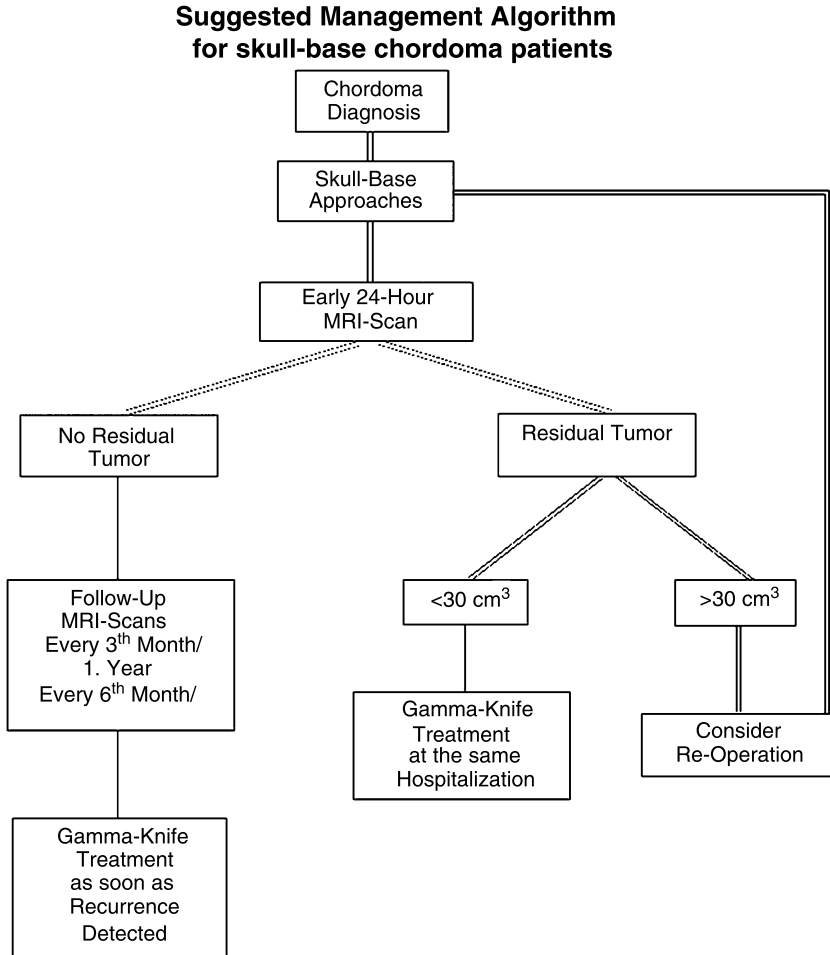 Suggested Management Algorithm
for skull-base chordoma patients
Chordoma
Diagnosis
Skull-Base
Approaches
Early 24-Hour
MRI-Scan
No Residual
Tumor
Residual Tumor
Follow-Up
MRI-Scans
Every 3th Month/
1. Year
Every 6th Month/
<30 cm3
>30 cm3
Gamma-Knife
Treatment
at the same
Hospitalization
Consider
Re-Operation
Gamma-Knife
Treatment
as soon as
Recurrence
Detected